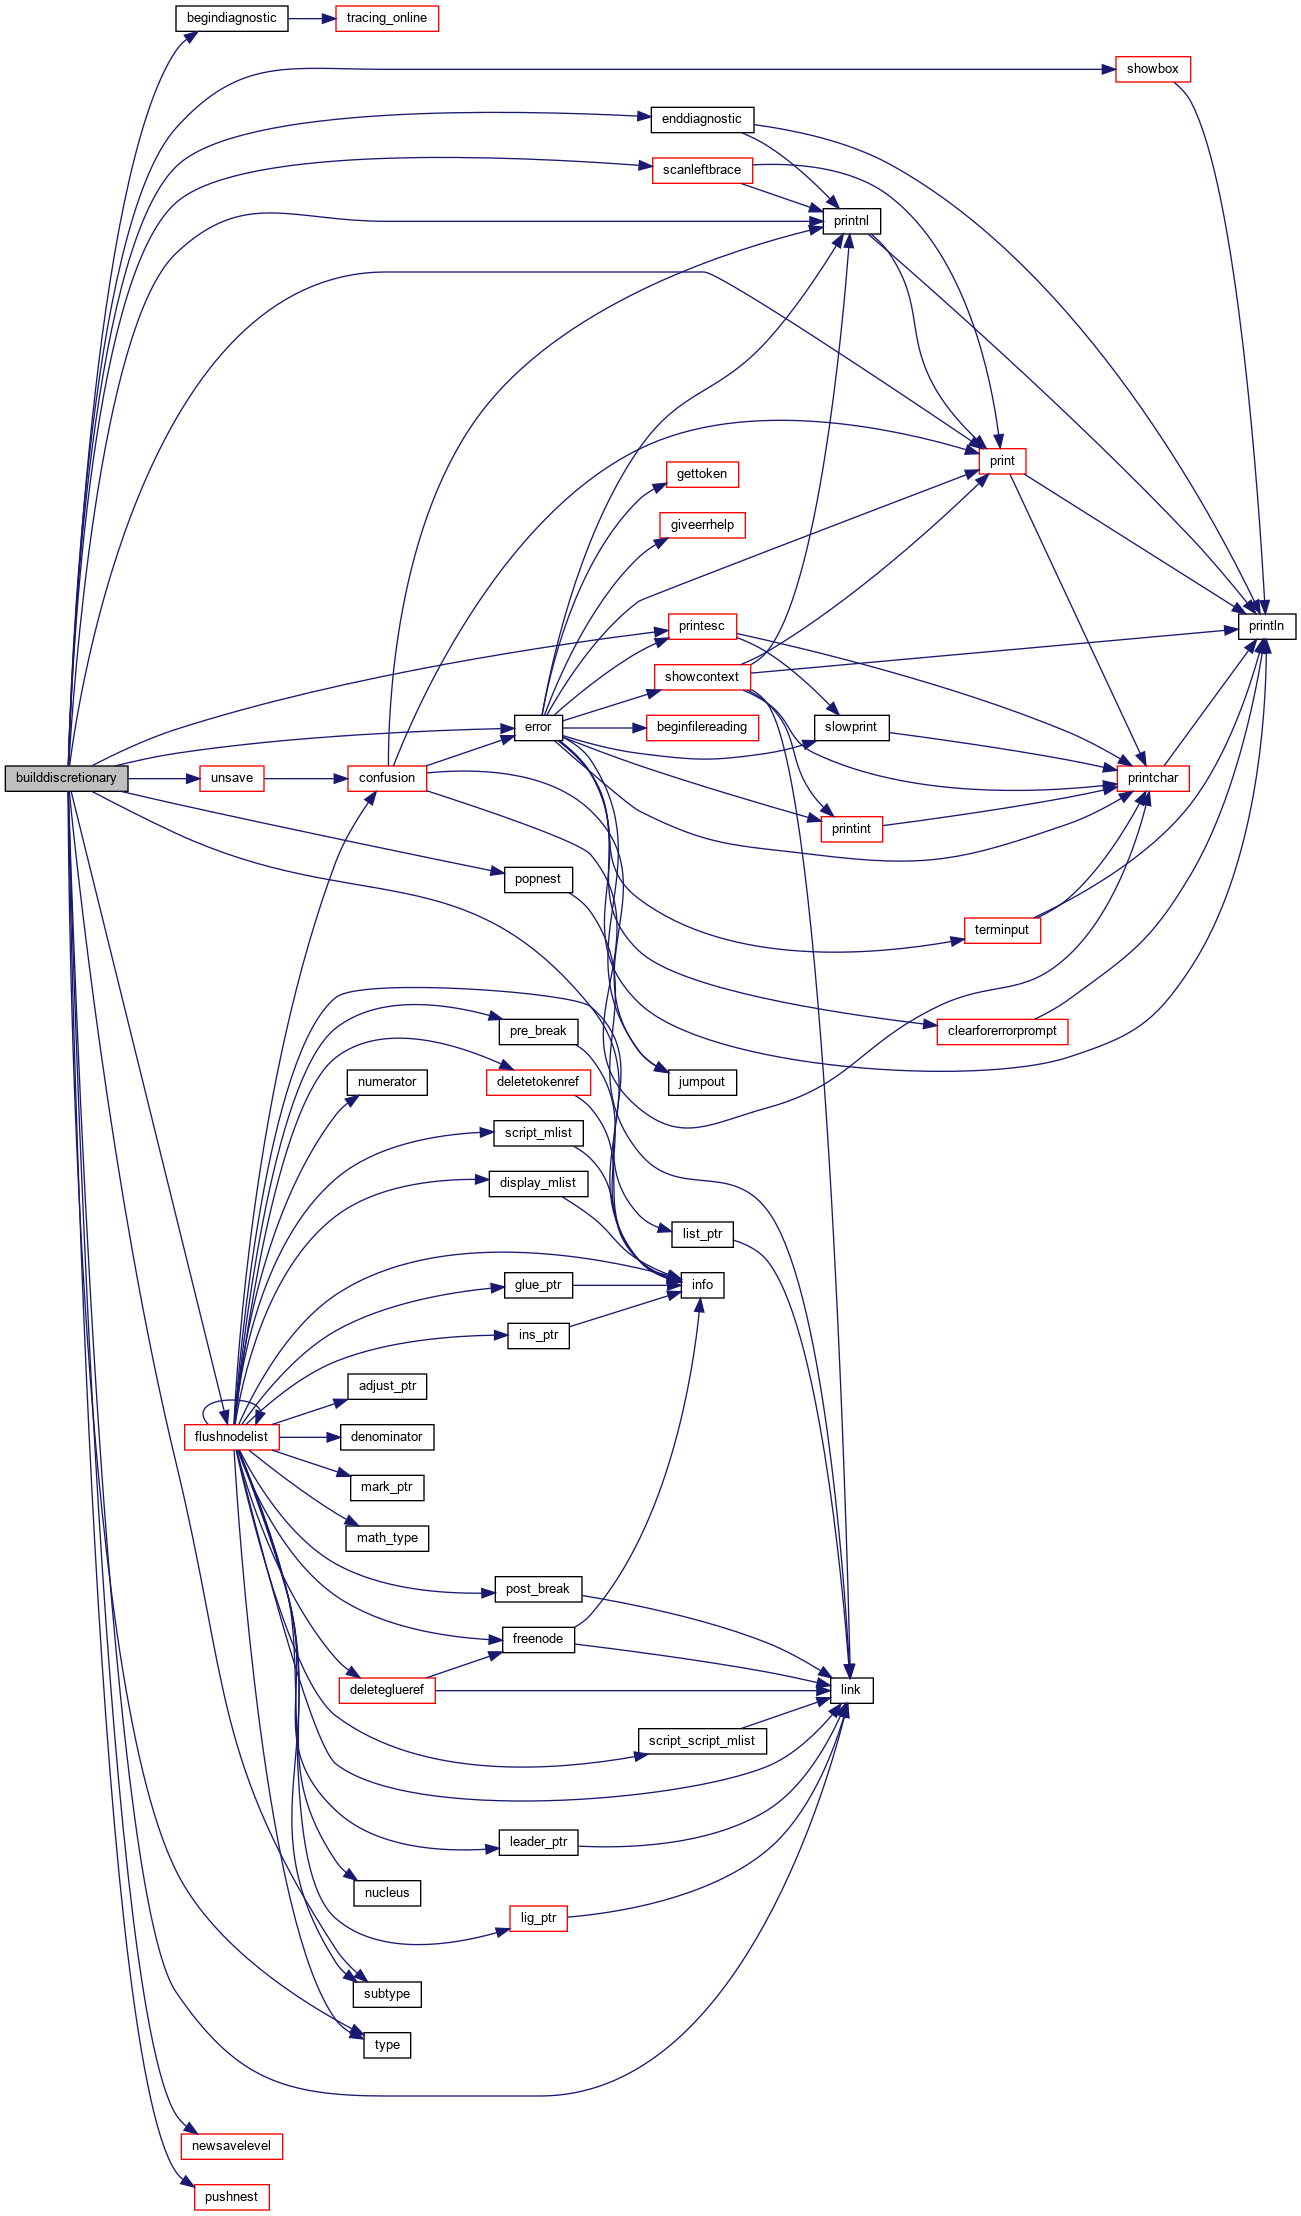 begindiagnostic
tracing_online
showbox
enddiagnostic
scanleftbrace
printnl
print
gettoken
giveerrhelp
printesc
println
showcontext
error
beginfilereading
slowprint
builddiscretionary
unsave
confusion
printchar
printint
popnest
terminput
pre_break
clearforerrorprompt
numerator
deletetokenref
jumpout
script_mlist
display_mlist
list_ptr
glue_ptr
info
ins_ptr
adjust_ptr
flushnodelist
denominator
mark_ptr
math_type
post_break
freenode
deleteglueref
link
script_script_mlist
leader_ptr
nucleus
lig_ptr
subtype
type
newsavelevel
pushnest